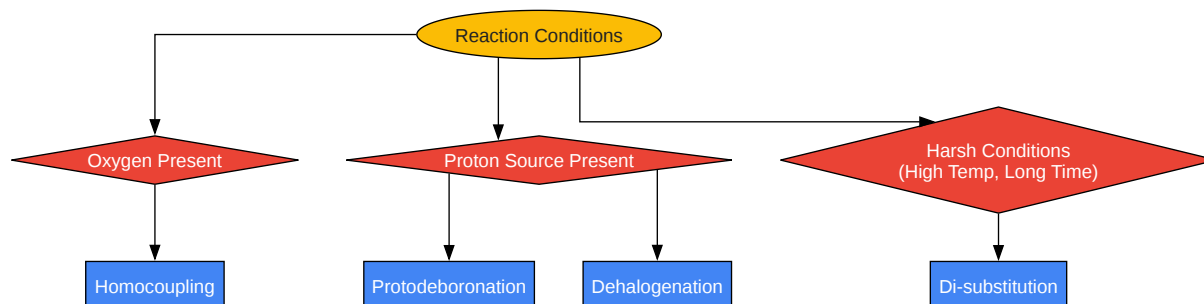 Reaction Conditions
Oxygen Present
Proton Source Present
Harsh Conditions
(High Temp, Long Time)
Homocoupling
Protodeboronation
Dehalogenation
Di-substitution